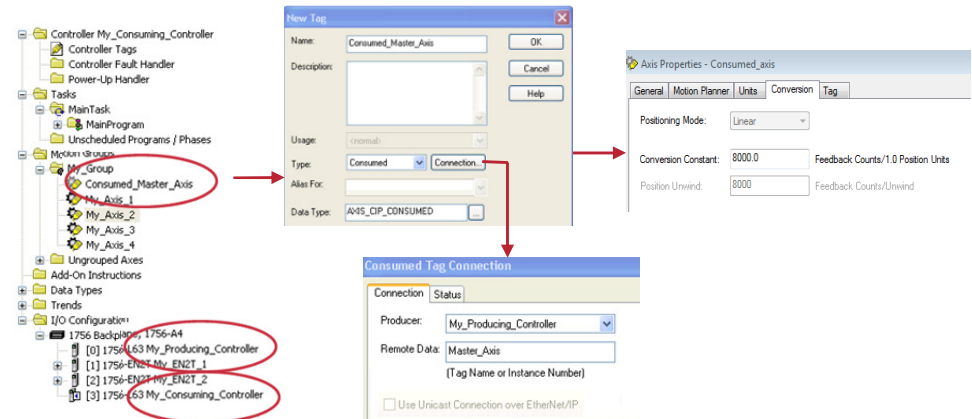 Controller My_Consuming_Controller
Controller Tags
Controller Fault Handler
Power-Up Handler
Tasks
MainTask
MainProgram
Unscheduled Programs / Phases
Motion Groups
My_Group
Consumed_Master_Axis
My_Axis_1
My_Axis_2
My_Axis_3
My_Axis_4
Ungrouped Axes
Add-On Instructions
Data Types
Trends
I/O Configuration
1756 Backplane, 1756-A4
[0] 1756-L63 My_Producing_Controller
[1] 1756-EN2T My_EN2T_1
[2] 1756-EN2T My_EN2T_2
[3] 1756-L63 My_Consuming_Controller
New Tag
Name: Consumed_Master_Axis OK
Description: Cancel
Help
Usage: <normal>
Type: Consumed Connection...
Alias For:
Data Type: AXIS_CIP_CONSUMED ...
Consumed Tag Connection
Connection Status
Producer: My_Producing_Controller
Remote Data: Master_Axis
(Tag Name or Instance Number)
Use Unicast Connection over EtherNet/IP
Axis Properties - Consumed_axis
General Motion Planner Units Conversion Tag
Positioning Mode: Linear
Conversion Constant: 8000.0 Feedback Counts/1.0 Position Units
Position Unwind: 8000 Feedback Counts/Unwind